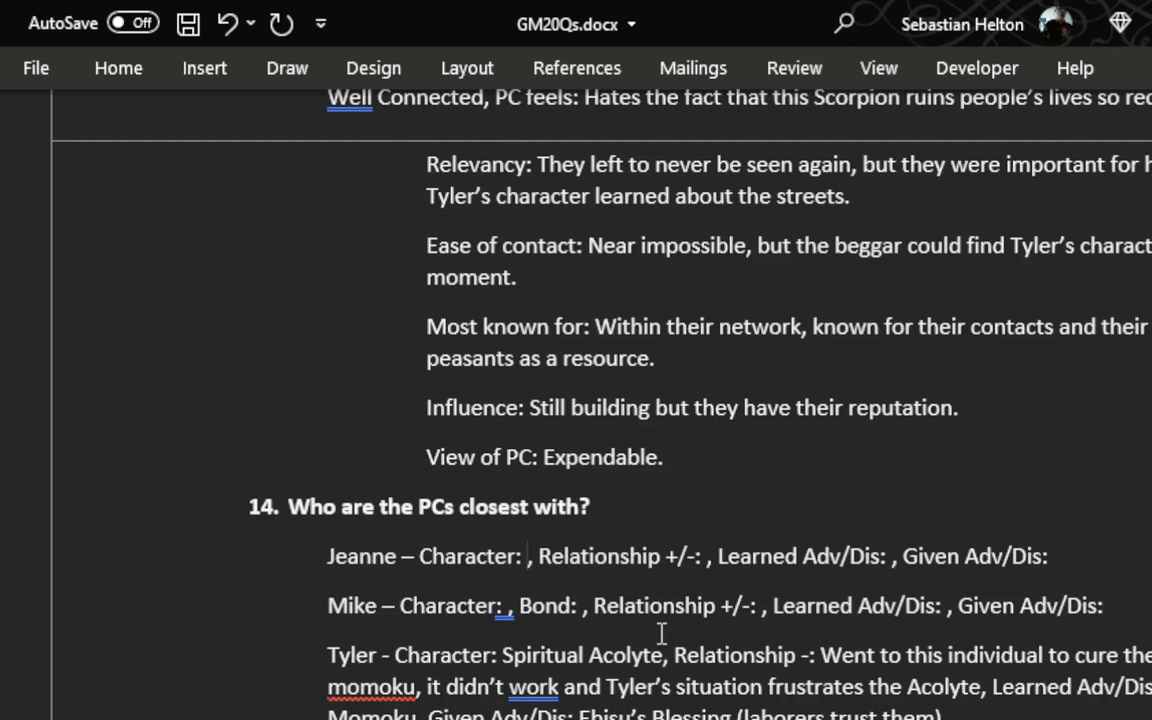 AutoSave Off GM20Qs.docx Sebastian Helton
File Home Insert Draw Design Layout References Mailings Review View Developer Help
Well Connected, PC feels: Hates the fact that this Scorpion ruins people's lives so
Relevancy: They left to never be seen again, but they were important for
Tyler's character learned about the streets.
Ease of contact: Near impossible, but the beggar could find Tyler's
moment.
Most known for: Within their network, known for their contacts and their
peasants as a resource.
Influence: Still building but they have their reputation.
View of PC: Expendable.
14. Who are the PCs closest with?
Jeanne – Character: , Relationship +/-: , Learned Adv/Dis: , Given Adv/Dis:
Mike – Character: , Bond: , Relationship +/-: , Learned Adv/Dis: , Given Adv/Dis:
Tyler - Character: Spiritual Acolyte, Relationship -: Went to this individual to cure
momoku, it didn't work and Tyler's situation frustrates the Acolyte, Learned
Momoku, Given Adv/Dis: Ebisu's Blessing (laborers trust them)